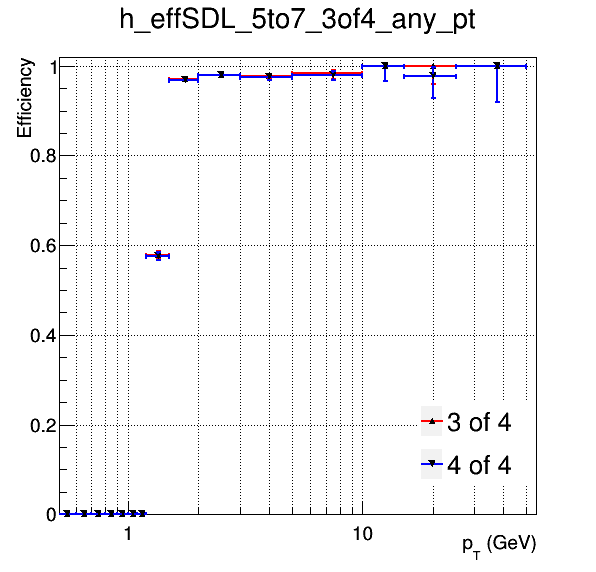 h_effSDL_5to7_3of4_any_pt
Efficiency
1
0.8
0.6
0.4
0.2
0
3 of 4
4 of 4
1
10
p_T (GeV)